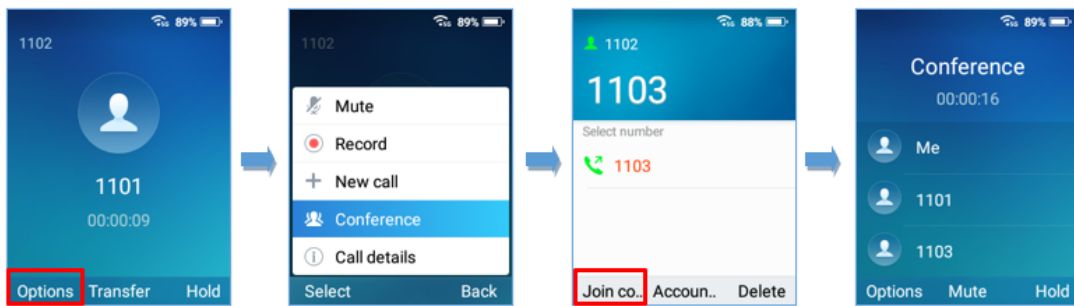 89%
1102
1101
00:00:09
Options Transfer Hold
89%
1102
Mute
Record
New call
Conference
Call details
Select Back
88%
1102
1103
Select number
1103
Join co.. Accoun.. Delete
89%
Conference
00:00:16
Me
1101
1103
Options Mute Hold